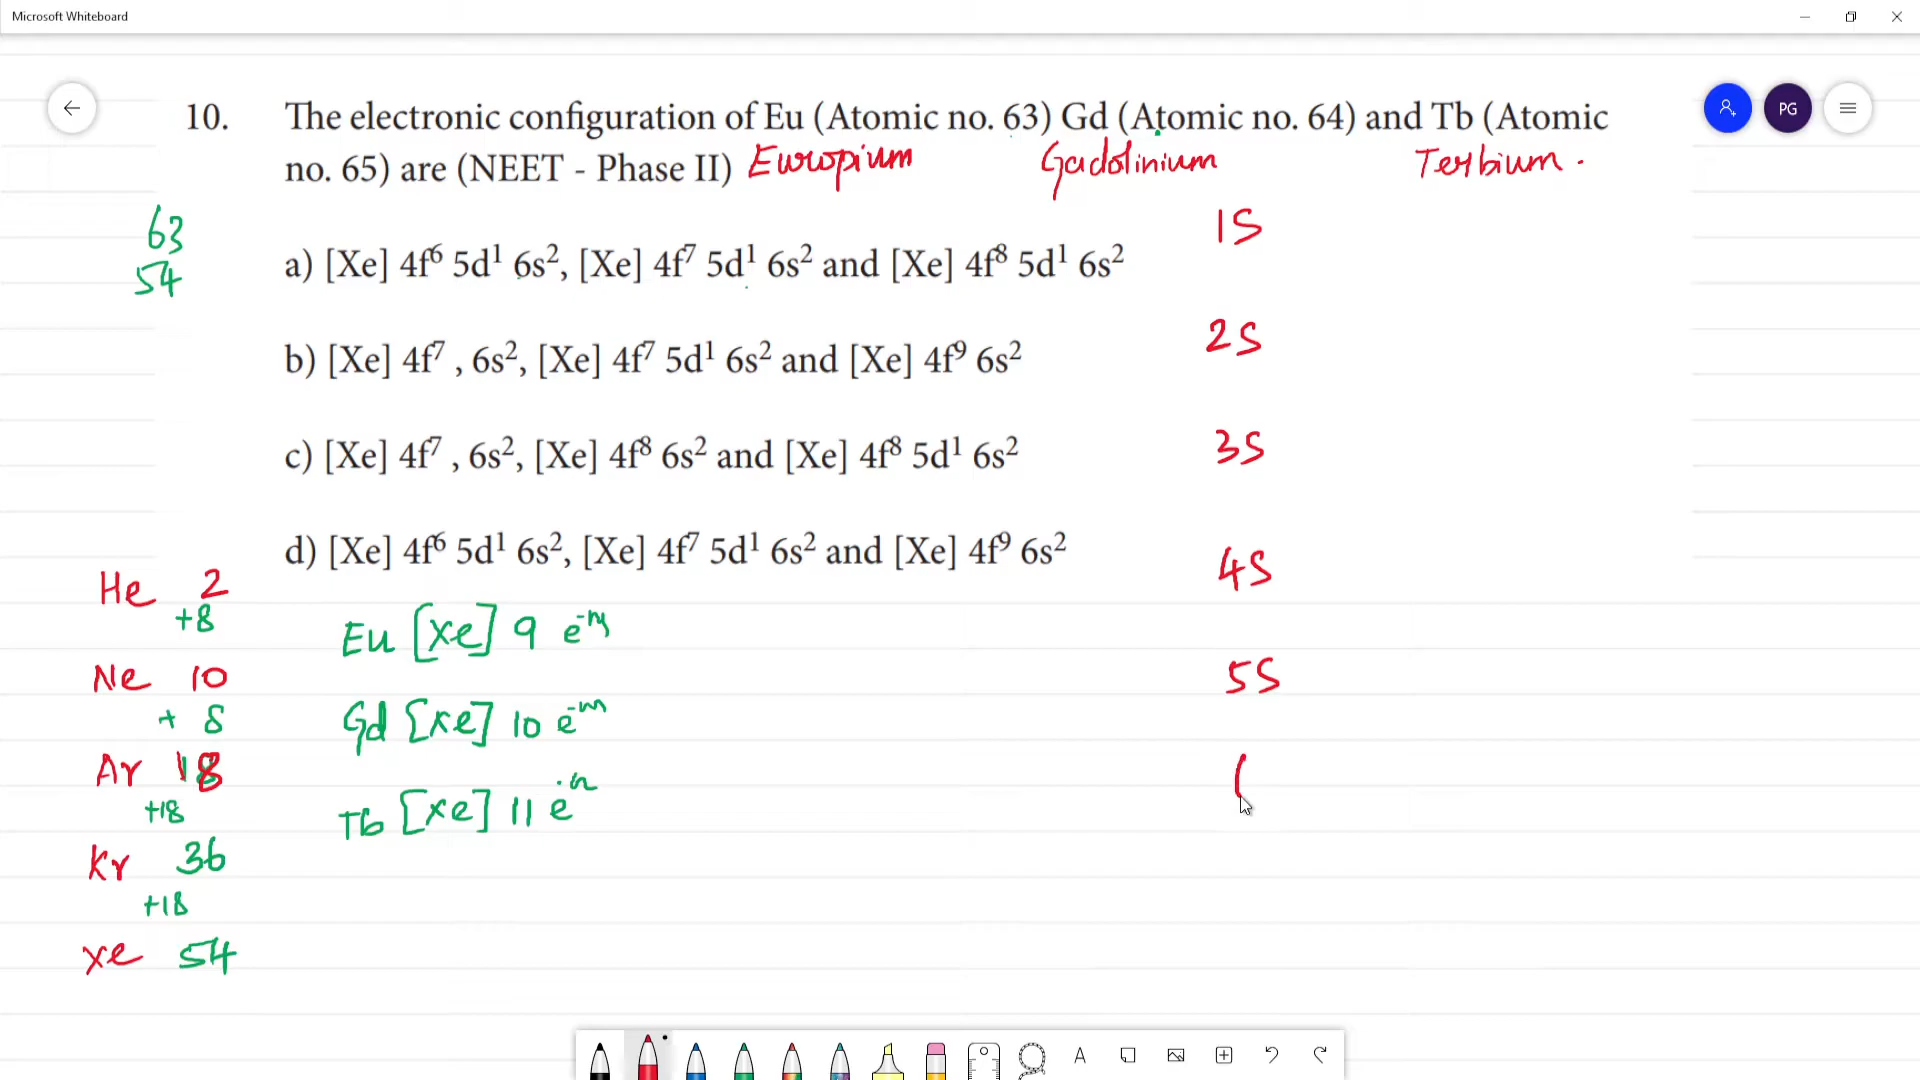 Microsoft Whiteboard
PG
10. The electronic configuration of Eu (Atomic no. 63) Gd (Atomic no. 64) and Tb (Atomic
no. 65) are (NEET - Phase II) Europium Gadolinium Terbium.
63
54
a) [Xe] 4f⁶ 5d¹ 6s², [Xe] 4f⁷ 5d¹ 6s² and [Xe] 4f⁸ 5d¹ 6s²
b) [Xe] 4f⁷ , 6s², [Xe] 4f⁷ 5d¹ 6s² and [Xe] 4f⁹ 6s²
c) [Xe] 4f⁷ , 6s², [Xe] 4f⁸ 6s² and [Xe] 4f⁸ 5d¹ 6s²
d) [Xe] 4f⁶ 5d¹ 6s², [Xe] 4f⁷ 5d¹ 6s² and [Xe] 4f⁹ 6s²
1S
2S
3S
4S
5S
He 2
+8
Ne 10
+ 8
Ar 18
+18
Kr 36
+18
Xe 54
Eu [Xe] 9
Gd [Xe] 10
Tb [Xe] 11